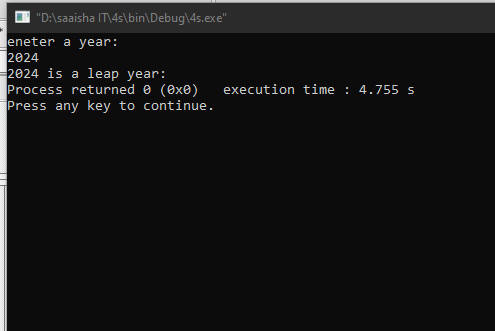 "D:\saaisha IT\4s\bin\Debug\4s.exe"
eneter a year:
2024
2024 is a leap year:
Process returned 0 (0x0)   execution time : 4.755 s
Press any key to continue.